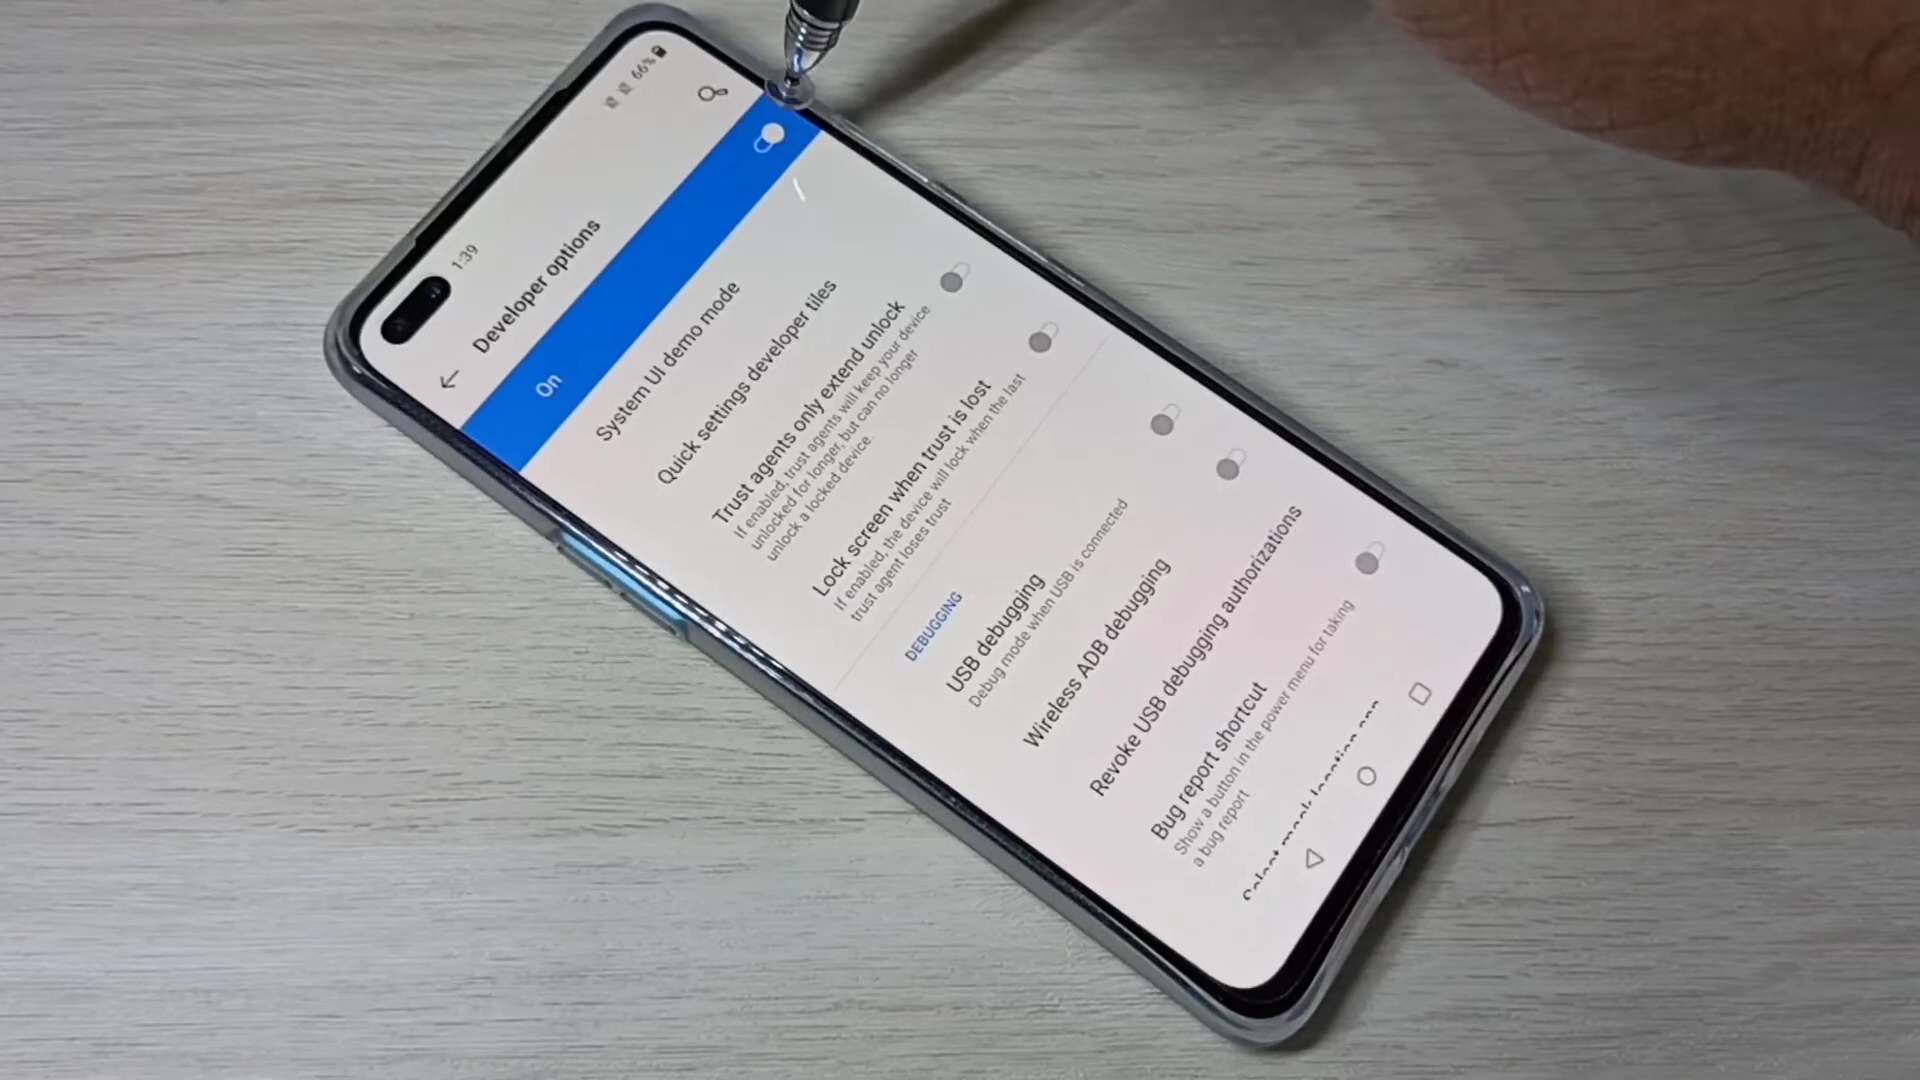 1:39
66%
Developer options
On
System UI demo mode
Quick settings developer tiles
Trust agents only extend unlock
If enabled, trust agents will keep your device
unlocked for longer, but can no longer
unlock a locked device.
Lock screen when trust is lost
If enabled, the device will lock when the last
trust agent loses trust
DEBUGGING
USB debugging
Debug mode when USB is connected
Wireless ADB debugging
Revoke USB debugging authorizations
Bug report shortcut
Show a button in the power menu for taking
a bug report
Select mock location app